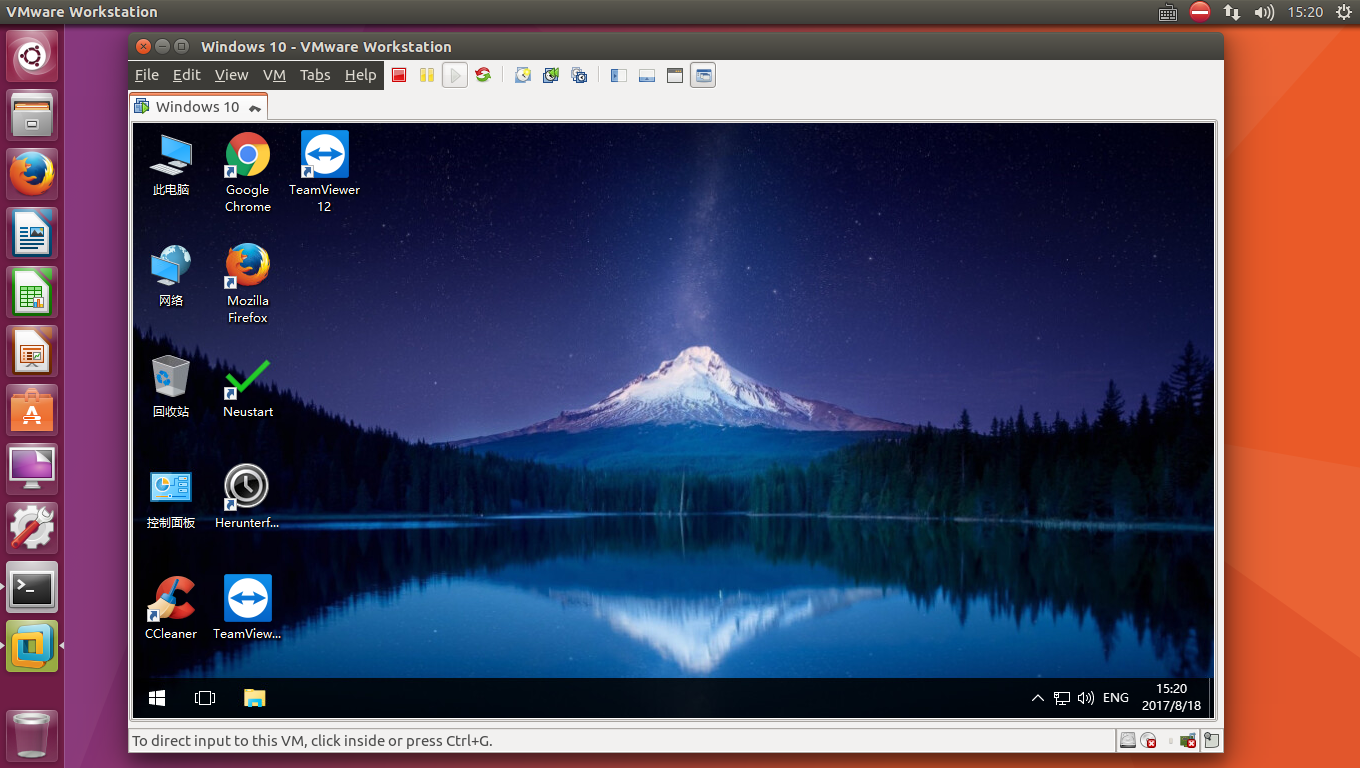 VMware Workstation
15:20
Windows 10 - VMware Workstation
File Edit View VM Tabs Help
Windows 10
此电脑
Google Chrome
TeamViewer 12
网络
Mozilla Firefox
回收站
Neustart
控制面板
Herunterf...
CCleaner
TeamView...
ENG
15:20
2017/8/18
To direct input to this VM, click inside or press Ctrl+G.